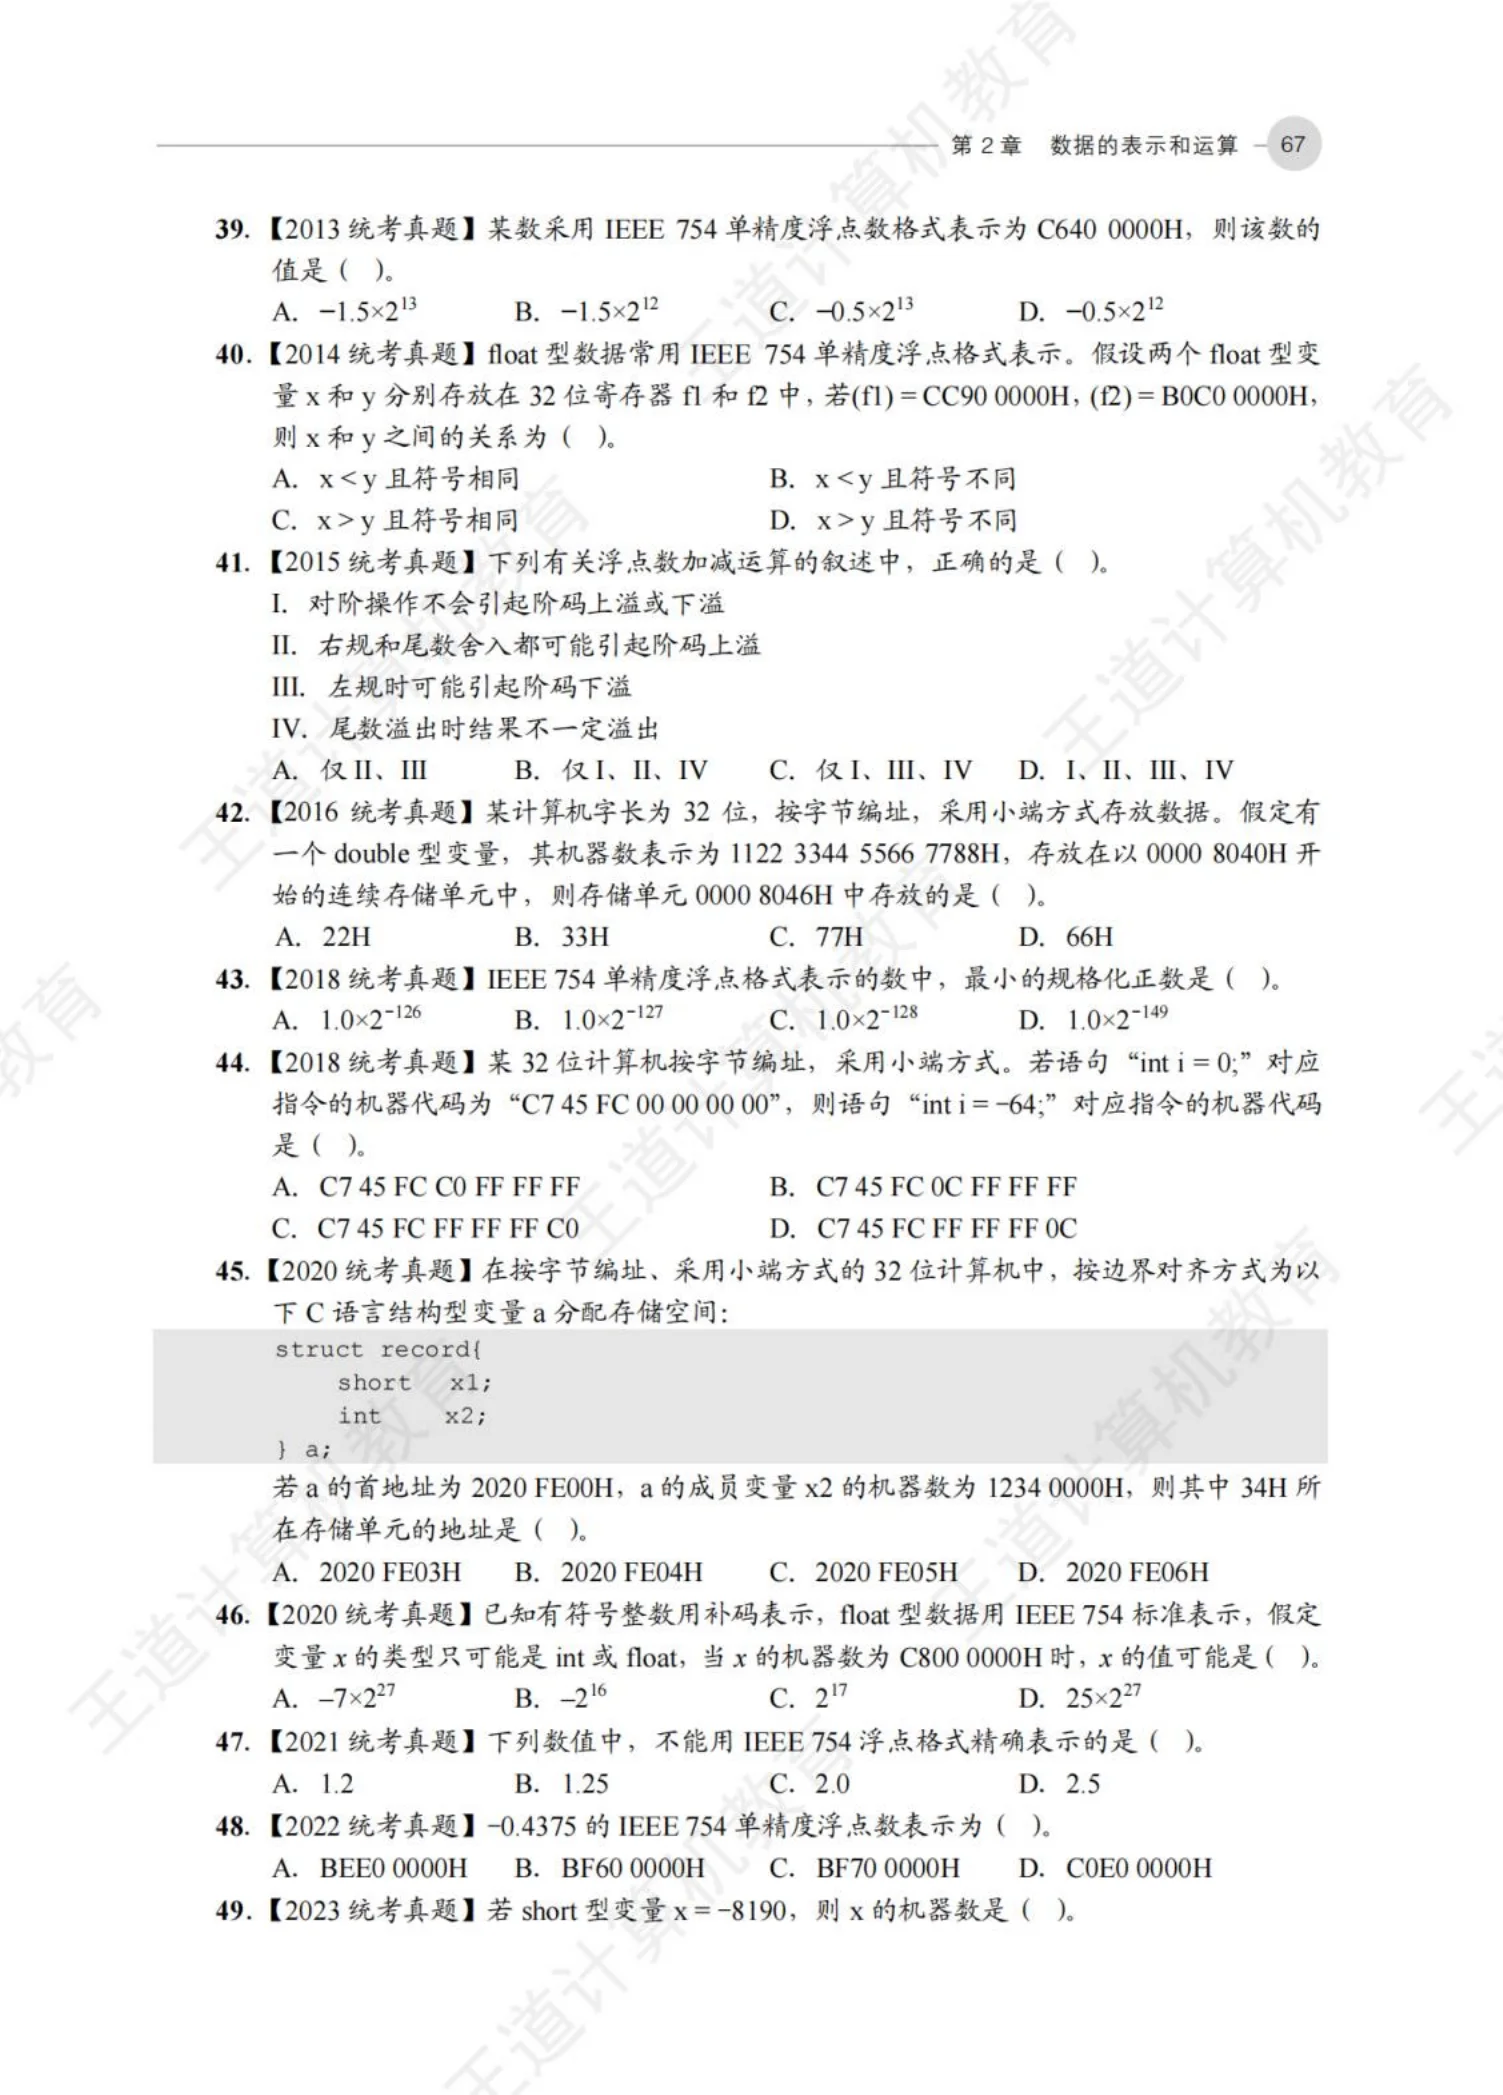 第 2 章 数据的表示和运算 67
39. 【2013 统考真题】某数采用 IEEE 754 单精度浮点数格式表示为 C640 0000H，则该数的
值是（ ）。
A. −1.5×2^13 B. −1.5×2^12 C. −0.5×2^13 D. −0.5×2^12
40. 【2014 统考真题】float 型数据常用 IEEE 754 单精度浮点格式表示。假设两个 float 型变
量 x 和 y 分别存放在 32 位寄存器 f1 和 f2 中，若(f1) = CC90 0000H，(f2) = B0C0 0000H，
则 x 和 y 之间的关系为（ ）。
A. x < y 且符号相同 B. x < y 且符号不同
C. x > y 且符号相同 D. x > y 且符号不同
41. 【2015 统考真题】下列有关浮点数加减运算的叙述中，正确的是（ ）。
I. 对阶操作不会引起阶码上溢或下溢
II. 右规和尾数舍入都可能引起阶码上溢
III. 左规时可能引起阶码下溢
IV. 尾数溢出时结果不一定溢出
A. 仅 II、III B. 仅 I、II、IV C. 仅 I、III、IV D. I、II、III、IV
42. 【2016 统考真题】某计算机字长为 32 位，按字节编址，采用小端方式存放数据。假定有
一个 double 型变量，其机器数表示为 1122 3344 5566 7788H，存放在以 0000 8040H 开
始的连续存储单元中，则存储单元 0000 8046H 中存放的是（ ）。
A. 22H B. 33H C. 77H D. 66H
43. 【2018 统考真题】IEEE 754 单精度浮点格式表示的数中，最小的规格化正数是（ ）。
A. 1.0×2^−126 B. 1.0×2^−127 C. 1.0×2^−128 D. 1.0×2^−149
44. 【2018 统考真题】某 32 位计算机按字节编址，采用小端方式。若语句“int i = 0;”对应
指令的机器代码为“C7 45 FC 00 00 00 00”，则语句“int i = −64;”对应指令的机器代码
是（ ）。
A. C7 45 FC C0 FF FF FF B. C7 45 FC 0C FF FF FF
C. C7 45 FC FF FF FF C0 D. C7 45 FC FF FF FF 0C
45. 【2020 统考真题】在按字节编址、采用小端方式的 32 位计算机中，按边界对齐方式为以
下 C 语言结构型变量 a 分配存储空间：
struct record{
short x1;
int x2;
} a;
若 a 的首地址为 2020 FE00H，a 的成员变量 x2 的机器数为 1234 0000H，则其中 34H 所
在存储单元的地址是（ ）。
A. 2020 FE03H B. 2020 FE04H C. 2020 FE05H D. 2020 FE06H
46. 【2020 统考真题】已知有符号整数用补码表示，float 型数据用 IEEE 754 标准表示，假定
变量 x 的类型只可能是 int 或 float，当 x 的机器数为 C800 0000H 时，x 的值可能是（ ）。
A. −7×2^27 B. −2^16 C. 2^17 D. 25×2^27
47. 【2021 统考真题】下列数值中，不能用 IEEE 754 浮点格式精确表示的是（ ）。
A. 1.2 B. 1.25 C. 2.0 D. 2.5
48. 【2022 统考真题】−0.4375 的 IEEE 754 单精度浮点数表示为（ ）。
A. BEE0 0000H B. BF60 0000H C. BF70 0000H D. C0E0 0000H
49. 【2023 统考真题】若 short 型变量 x = −8190，则 x 的机器数是（ ）。
王道计算机教育